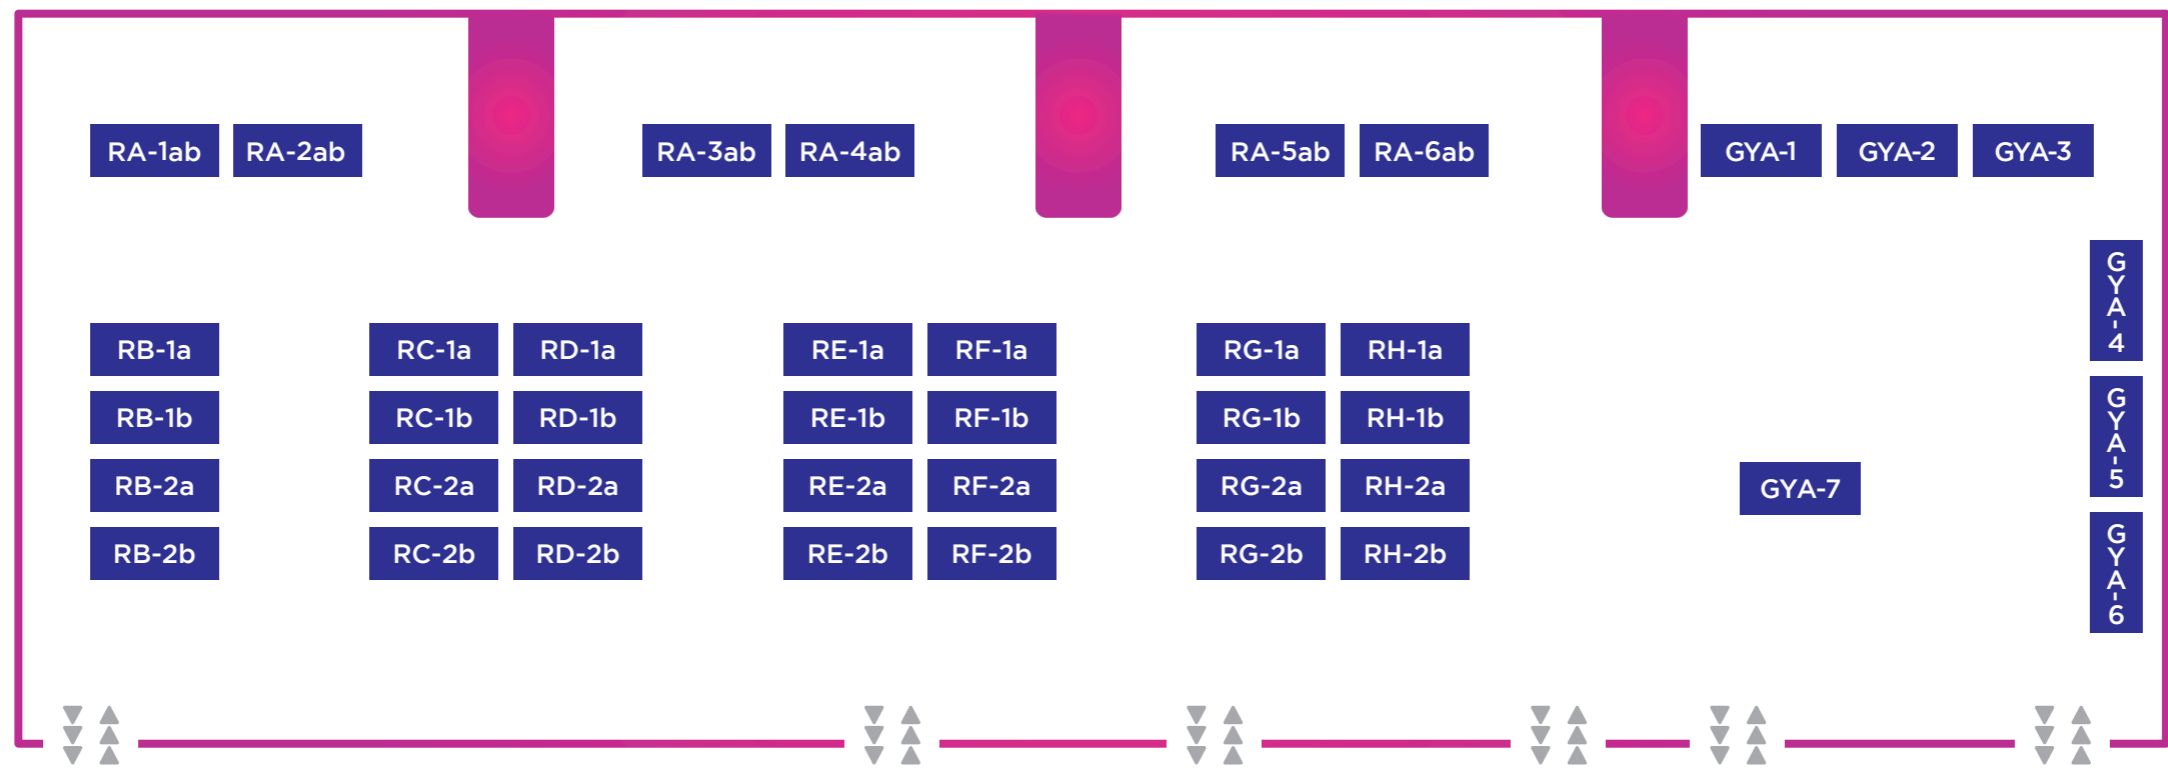 RA-1ab RA-2ab RA-3ab RA-4ab RA-5ab RA-6ab GYA-1 GYA-2 GYA-3
GYA-4
RB-1a RC-1a RD-1a RE-1a RF-1a RG-1a RH-1a
RB-1b RC-1b RD-1b RE-1b RF-1b RG-1b RH-1b
GYA-5
RB-2a RC-2a RD-2a RE-2a RF-2a RG-2a RH-2a
GYA-7
RB-2b RC-2b RD-2b RE-2b RF-2b RG-2b RH-2b
GYA-6